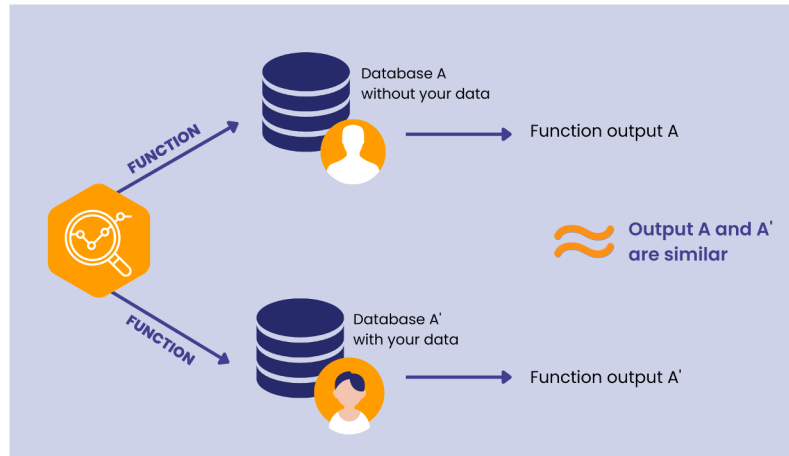 FUNCTION
Database A
without your data
Function output A
Output A and A'
are similar
FUNCTION
Database A'
with your data
Function output A'